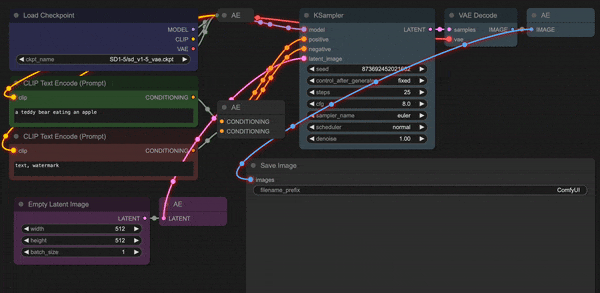 Load Checkpoint
MODEL
CLIP
VAE
ckpt_name SD1-5/sd_v1-5_vae.ckpt
AE
CLIP Text Encode (Prompt)
clip CONDITIONING
a teddy bear eating an apple
CLIP Text Encode (Prompt)
clip CONDITIONING
text, watermark
AE
CONDITIONING
CONDITIONING
Empty Latent Image
LATENT
width 512
height 512
batch_size 1
AE
LATENT
KSampler
model LATENT
positive
negative
latent_image
seed
control_after_generate fixed
steps 25
cfg 8.0
sampler_name euler
scheduler normal
denoise 1.00
VAE Decode
samples IMAGE
vae
AE
IMAGE
Save Image
images
filename_prefix ComfyUI